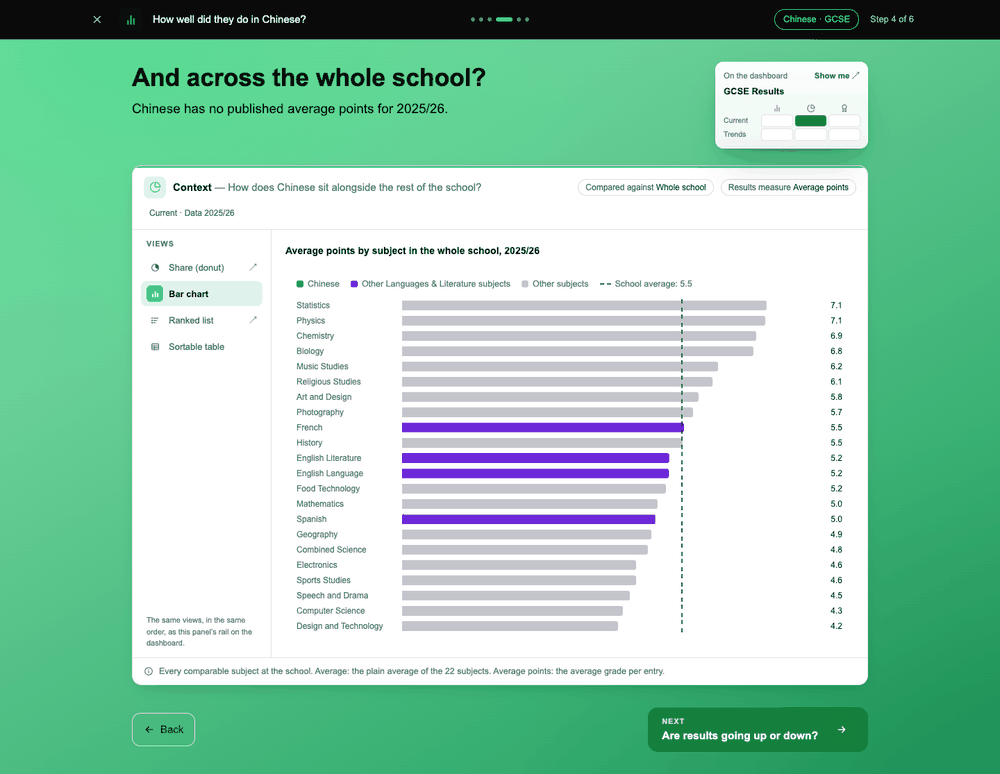 How well did they do in Chinese?
Chinese · GCSE
Step 4 of 6
And across the whole school?
Chinese has no published average points for 2025/26.
On the dashboard
Show me
GCSE Results
Current
Trends
Context — How does Chinese sit alongside the rest of the school?
Compared against Whole school
Results measure Average points
Current · Data 2025/26
VIEWS
Share (donut)
Bar chart
Ranked list
Sortable table
The same views, in the same
order, as this panel's rail on the
dashboard.
Average points by subject in the whole school, 2025/26
Chinese
Other Languages & Literature subjects
Other subjects
School average: 5.5
Statistics 7.1
Physics 7.1
Chemistry 6.9
Biology 6.8
Music Studies 6.2
Religious Studies 6.1
Art and Design 5.8
Photography 5.7
French 5.5
History 5.5
English Literature 5.2
English Language 5.2
Food Technology 5.2
Mathematics 5.0
Spanish 5.0
Geography 4.9
Combined Science 4.8
Electronics 4.6
Sports Studies 4.6
Speech and Drama 4.5
Computer Science 4.3
Design and Technology 4.2
Every comparable subject at the school. Average: the plain average of the 22 subjects. Average points: the average grade per entry.
Back
NEXT
Are results going up or down?